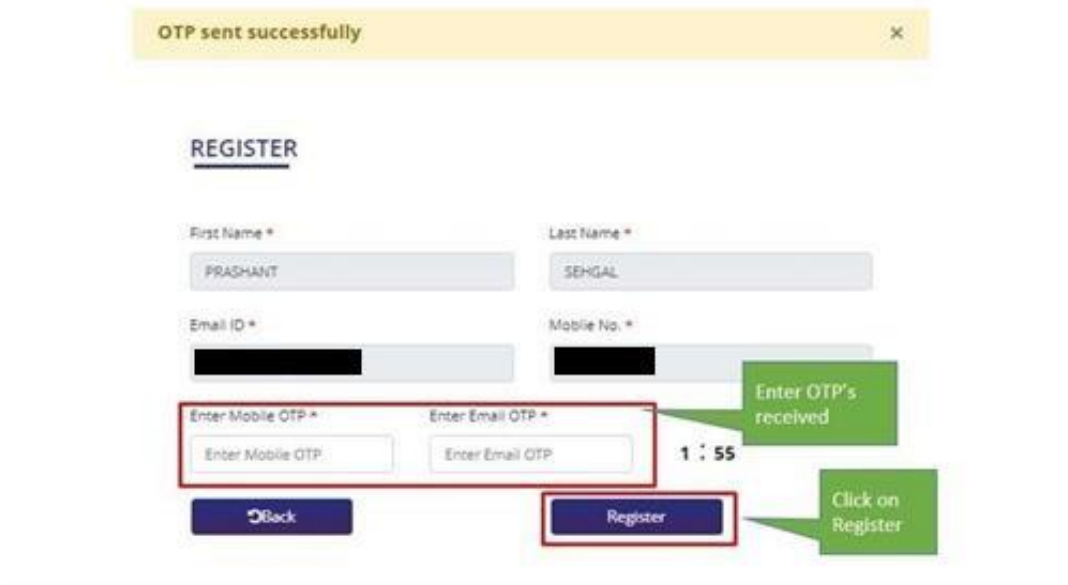 OTP sent successfully ×
REGISTER
First Name * Last Name *
PRASHANT SEHGAL
Email ID * Mobile No. *
Enter OTP's
received
Enter Mobile OTP * Enter Email OTP *
Enter Mobile OTP Enter Email OTP 1 : 55
Back Register
Click on
Register